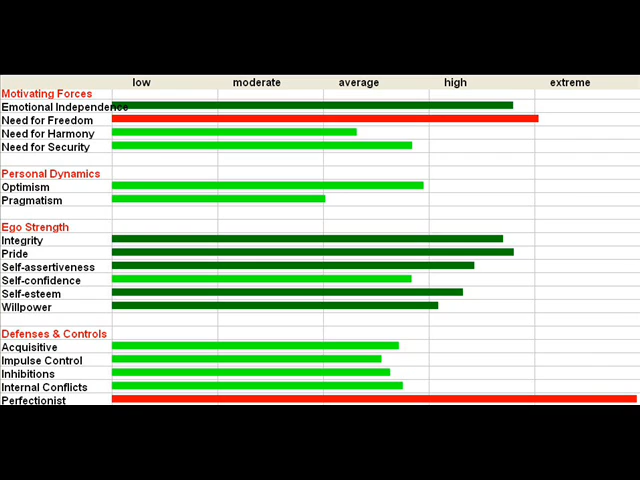 low moderate average high extreme
Motivating Forces
Emotional Independence
Need for Freedom
Need for Harmony
Need for Security
Personal Dynamics
Optimism
Pragmatism
Ego Strength
Integrity
Pride
Self-assertiveness
Self-confidence
Self-esteem
Willpower
Defenses & Controls
Acquisitive
Impulse Control
Inhibitions
Internal Conflicts
Perfectionist